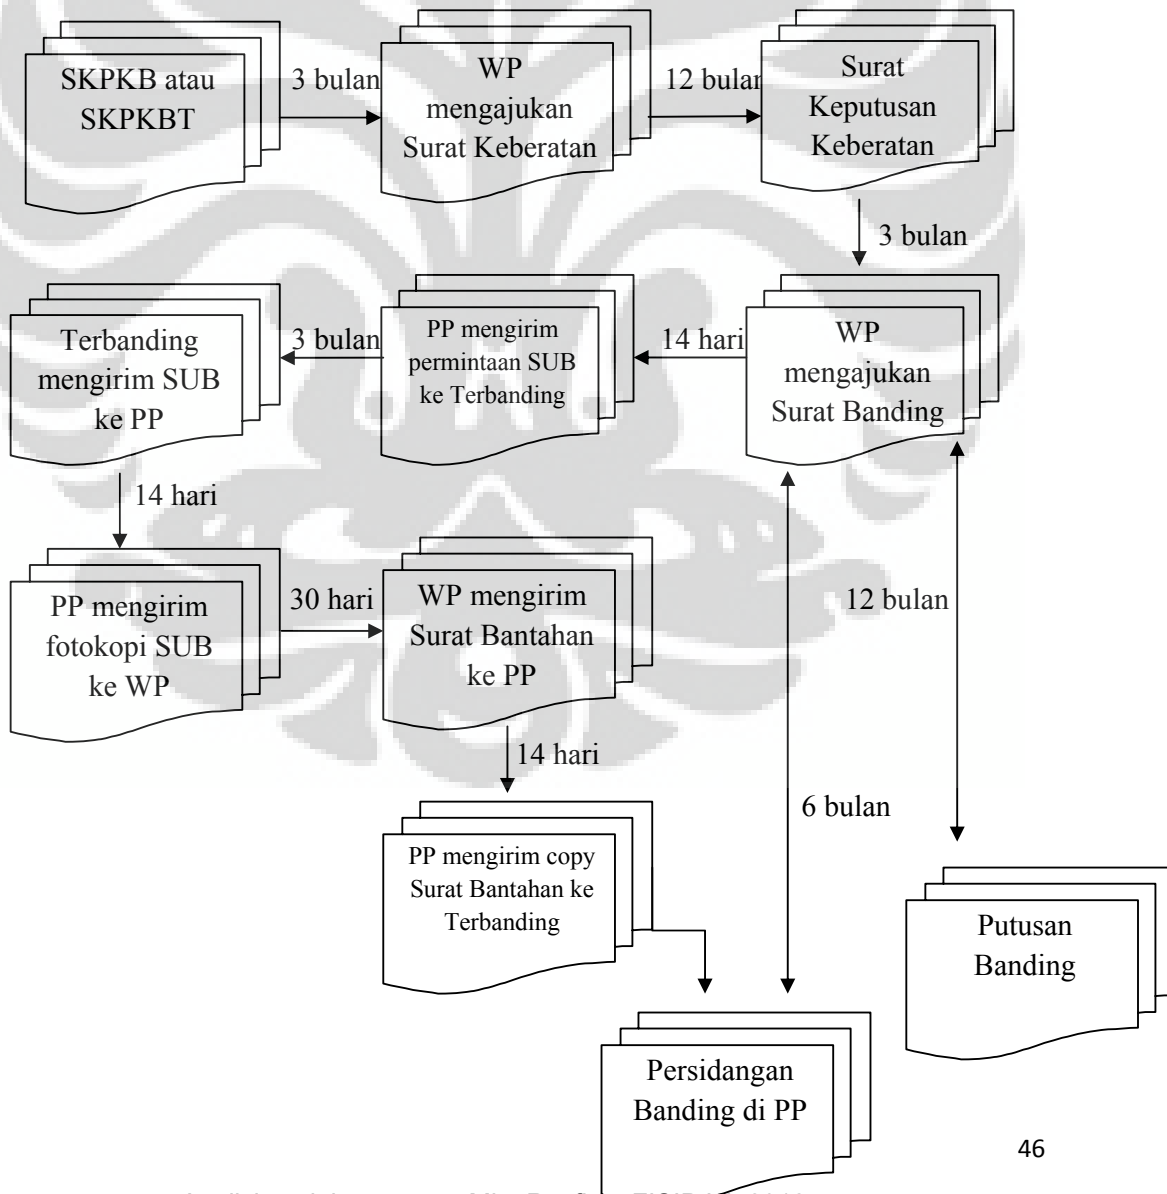 SKPKB atau
SKPKBT
3 bulan
WP
mengajukan
Surat Keberatan
12 bulan
Surat
Keputusan
Keberatan
3 bulan
WP
mengajukan
Surat Banding
14 hari
PP mengirim
permintaan SUB
ke Terbanding
3 bulan
Terbanding
mengirim SUB
ke PP
14 hari
PP mengirim
fotokopi SUB
ke WP
30 hari
WP mengirim
Surat Bantahan
ke PP
14 hari
PP mengirim copy
Surat Bantahan ke
Terbanding
6 bulan
12 bulan
Putusan
Banding
Persidangan
Banding di PP
46